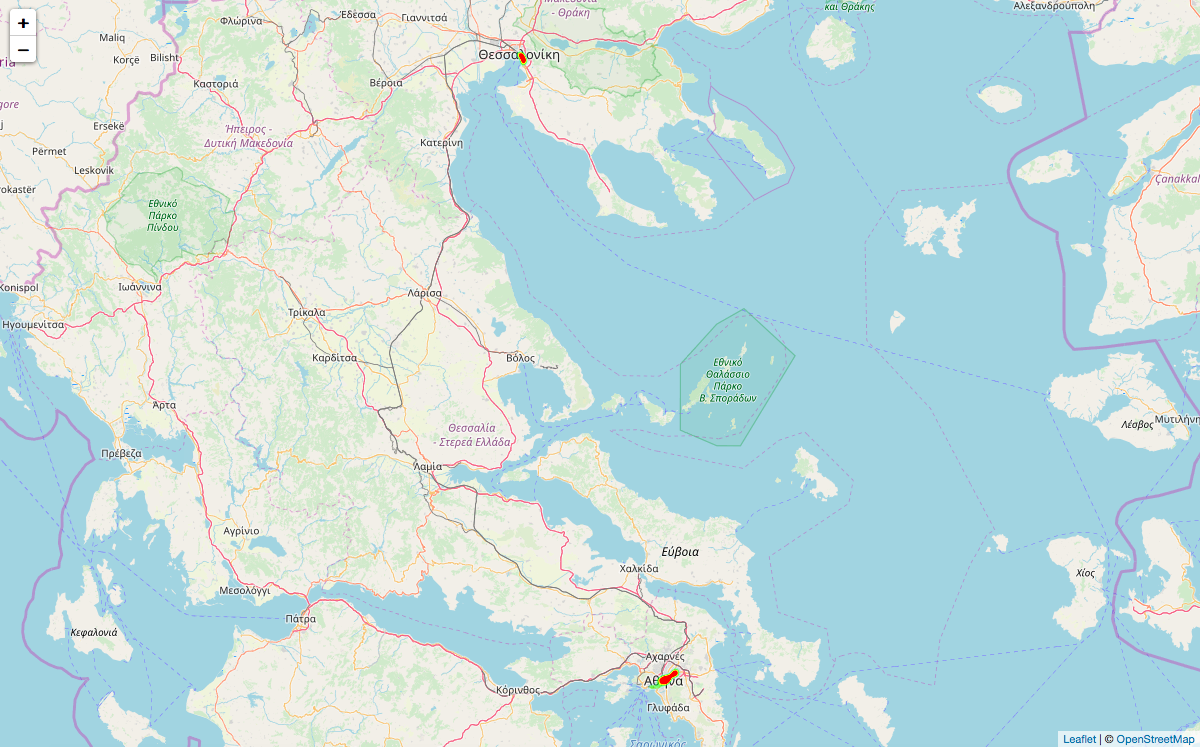 +
−
Φλώρινα
Έδεσσα
Γιαννιτσά
Μακεδονία
- Θράκη
και Θράκης
Αλεξανδρούπολη
Maliq
Korçë
Bilisht
Καστοριά
Βέροια
Θεσσαλονίκη
Ersekë
Ήπειρος -
Δυτική Μακεδονία
Κατερίνη
Përmet
Leskovik
Çanakkal
Εθνικό
Πάρκο
Πίνδου
Konispol
Ιωάννινα
Λάρισα
Ηγουμενίτσα
Τρίκαλα
Καρδίτσα
Βόλος
Εθνικό
Θαλάσσιο
Πάρκο
Β. Σποράδων
Άρτα
Λέσβος
Μυτιλήνη
Θεσσαλία
- Στερεά Ελλάδα
Πρέβεζα
Λαμία
Αγρίνιο
Εύβοια
Χαλκίδα
Χίος
Μεσολόγγι
Πάτρα
Κεφαλονιά
Αχαρνές
Αθήνα
Κόρινθος
Γλυφάδα
Σαρωνικός
Leaflet | © OpenStreetMap